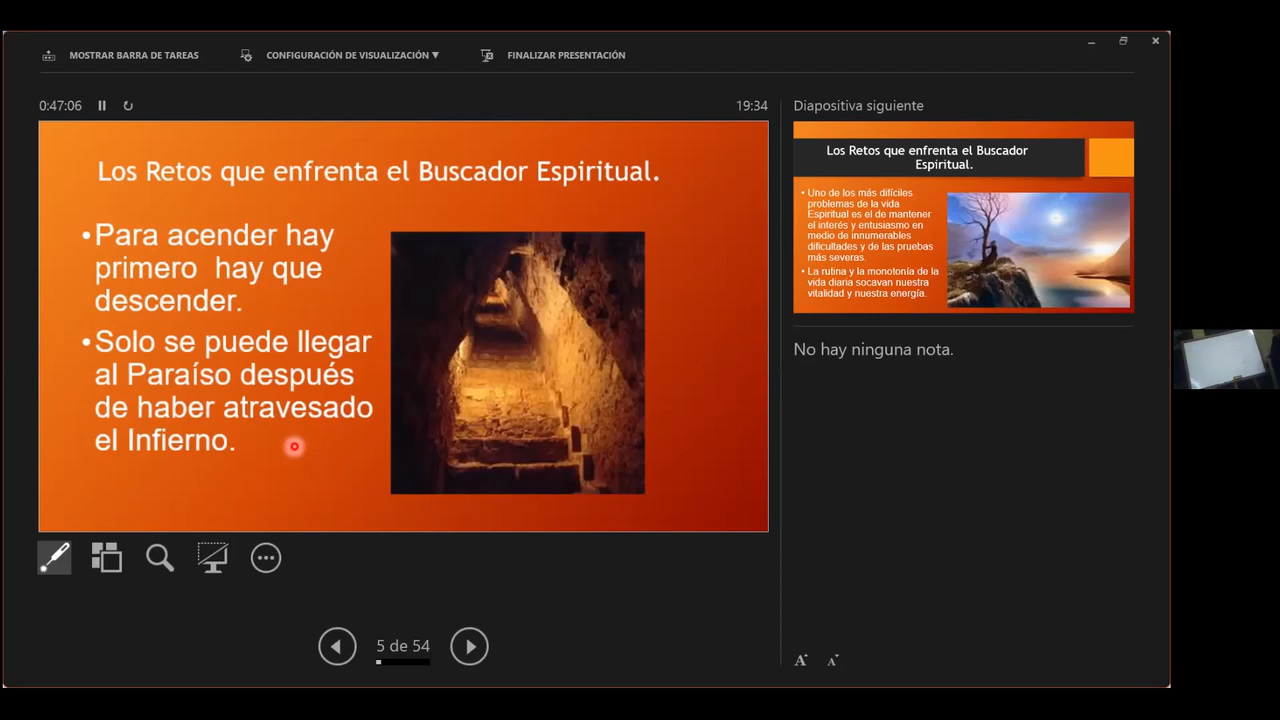 MOSTRAR BARRA DE TAREAS
CONFIGURACIÓN DE VISUALIZACIÓN ▼
FINALIZAR PRESENTACIÓN
0:47:06
19:34
Los Retos que enfrenta el Buscador Espiritual.
•Para acender hay
primero hay que
descender.
•Solo se puede llegar
al Paraíso después
de haber atravesado
el Infierno.
5 de 54
Diapositiva siguiente
Los Retos que enfrenta el Buscador
Espiritual.
• Uno de los más difíciles
problemas de la vida
Espiritual es el de mantener
el interés y entusiasmo en
medio de innumerables
dificultades y de las pruebas
más severas.
• La rutina y la monotonía de la
vida diaria socavan nuestra
vitalidad y nuestra energía.
No hay ninguna nota.
A A